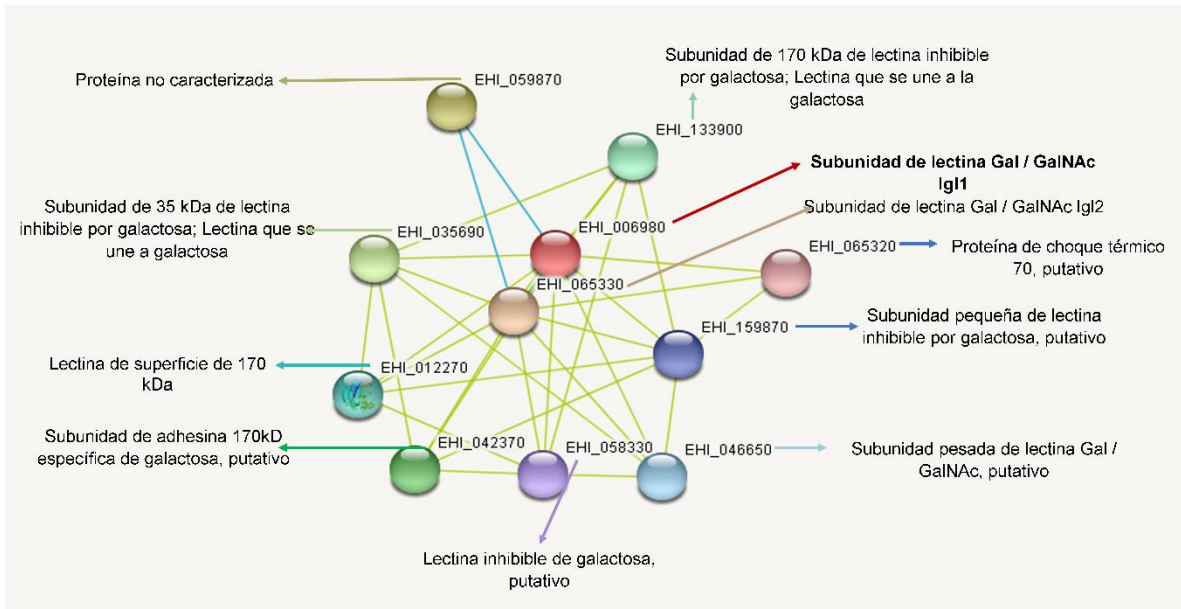 Proteína no caracterizada
EHI_059870
Subunidad de 170 kDa de lectina inhibible
por galactosa; Lectina que se une a la
galactosa
EHI_133900
Subunidad de lectina Gal / GalNAc
Igl1
Subunidad de lectina Gal / GalNAc Igl2
Subunidad de 35 kDa de lectina
inhibible por galactosa; Lectina que se
une a galactosa
EHI_035690
EHI_006980
EHI_065330
EHI_065320
Proteína de choque térmico
70, putativo
EHI_159870
Subunidad pequeña de lectina
inhibible por galactosa, putativo
Lectina de superficie de 170
kDa
EHI_012270
Subunidad de adhesina 170kD
específica de galactosa, putativo
EHI_042370
EHI_058330
EHI_046650
Subunidad pesada de lectina Gal /
GalNAc, putativo
Lectina inhibible de galactosa,
putativo